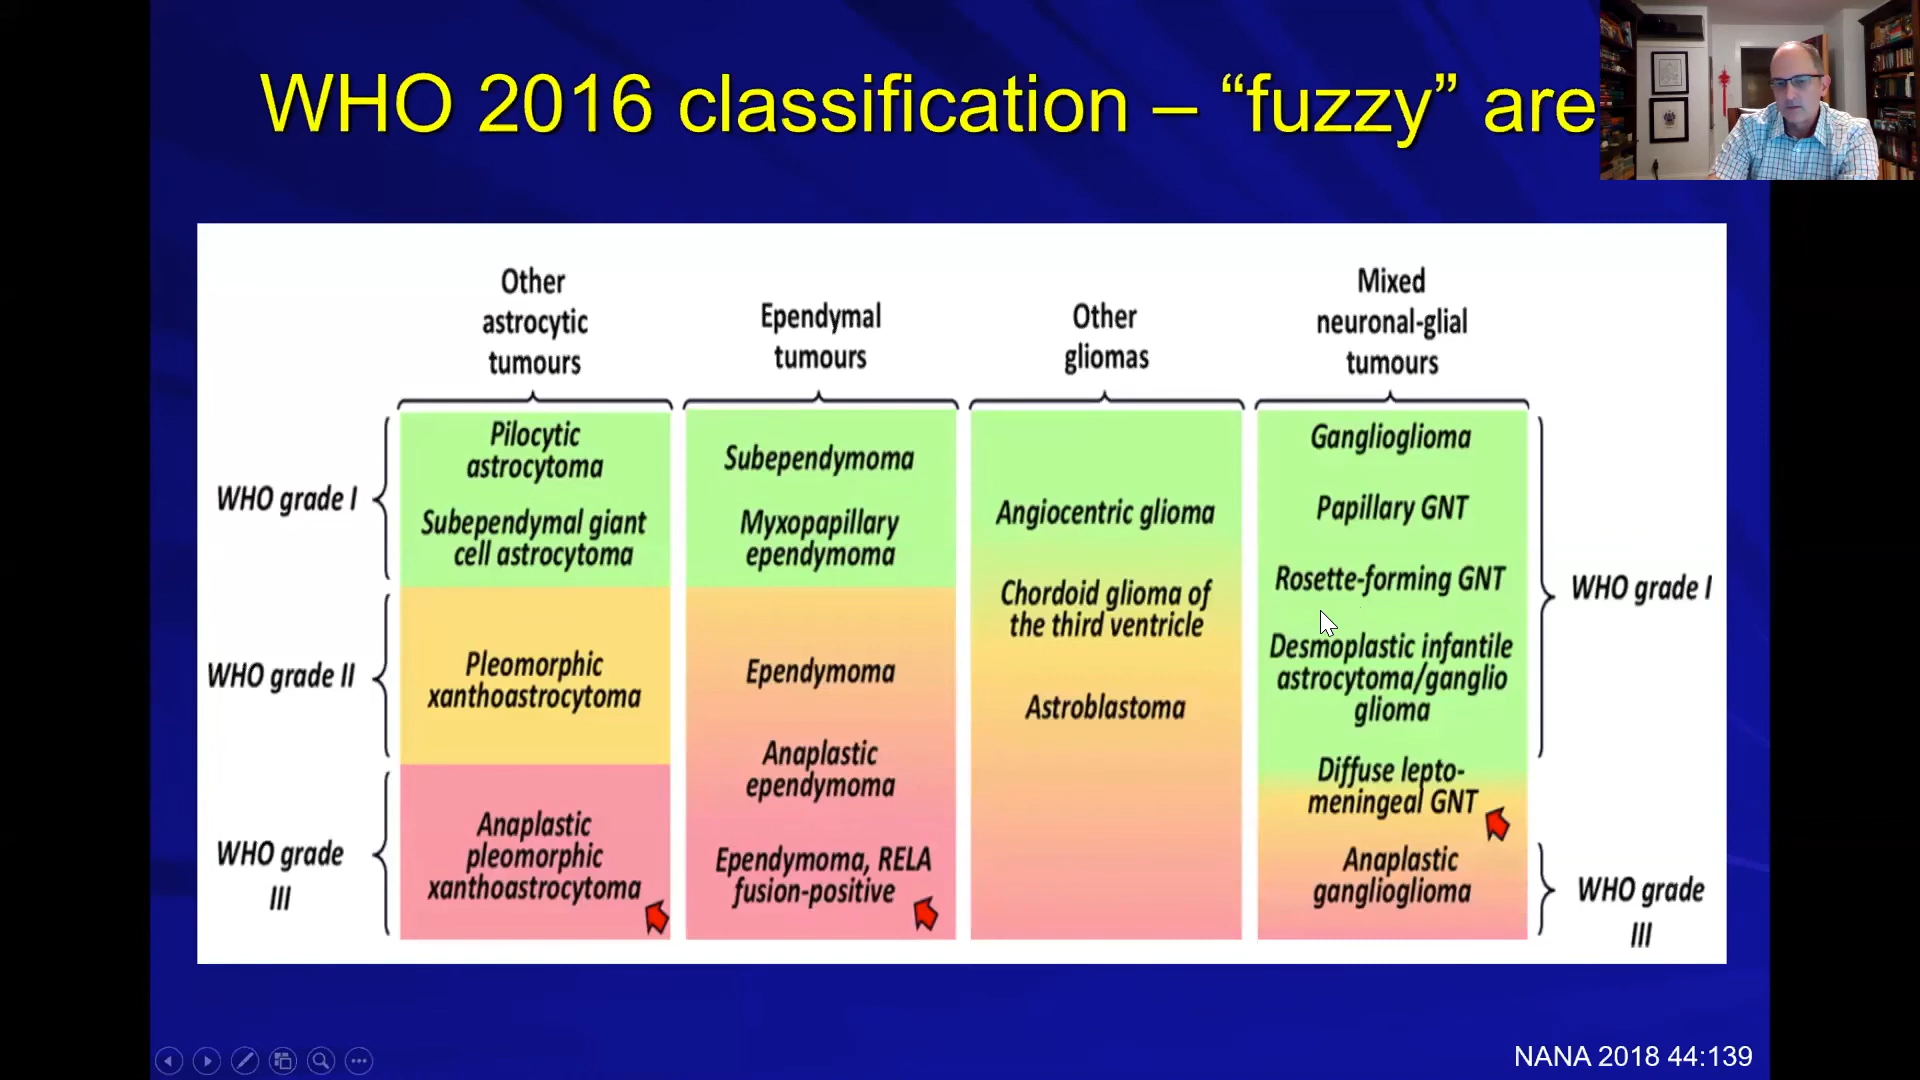 WHO 2016 classification – “fuzzy” are
Other
astrocytic
tumours
Ependymal
tumours
Other
gliomas
Mixed
neuronal-glial
tumours
WHO grade I
WHO grade II
WHO grade
III
Pilocytic
astrocytoma
Subependymal giant
cell astrocytoma
Pleomorphic
xanthoastrocytoma
Anaplastic
pleomorphic
xanthoastrocytoma
Subependymoma
Myxopapillary
ependymoma
Ependymoma
Anaplastic
ependymoma
Ependymoma, RELA
fusion-positive
Angiocentric glioma
Chordoid glioma of
the third ventricle
Astroblastoma
Ganglioglioma
Papillary GNT
Rosette-forming GNT
Desmoplastic infantile
astrocytoma/ganglio
glioma
Diffuse lepto-
meningeal GNT
Anaplastic
ganglioglioma
WHO grade I
WHO grade
III
NANA 2018 44:139